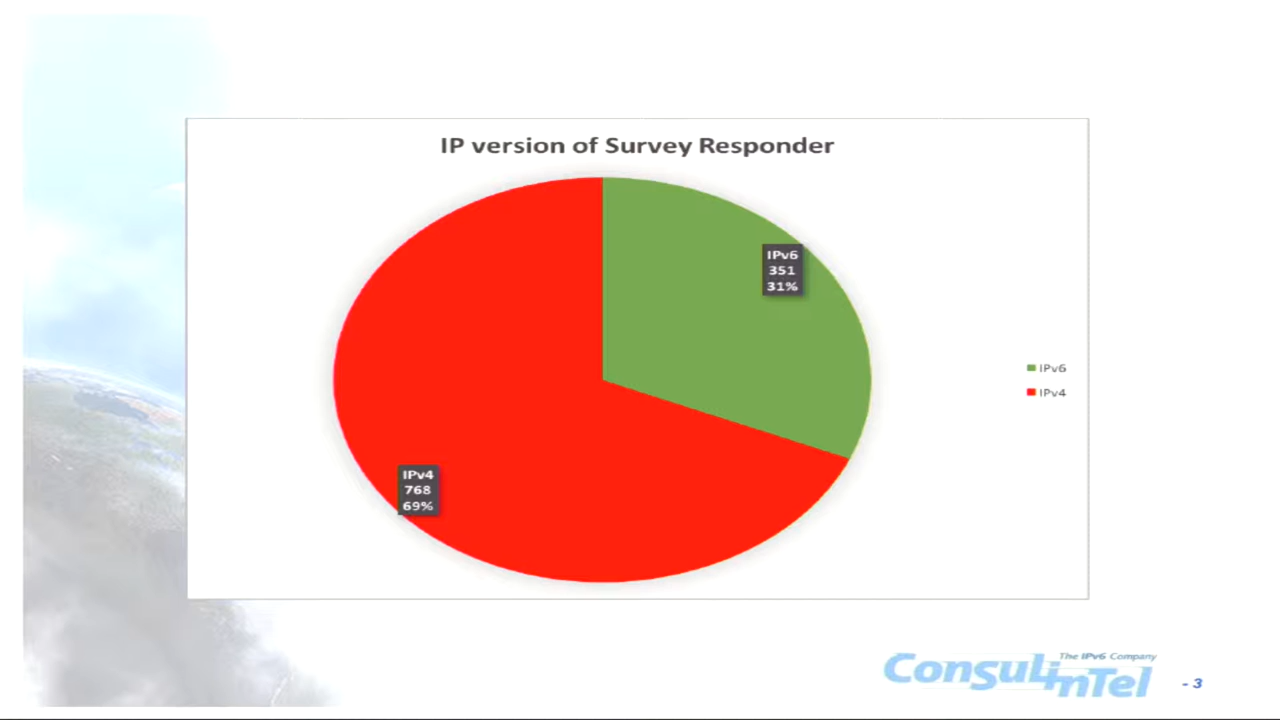 IP version of Survey Responder
IPv6
351
31%
IPv6
IPv4
IPv4
768
69%
The IPv6 Company
ConsulinTel
- 3